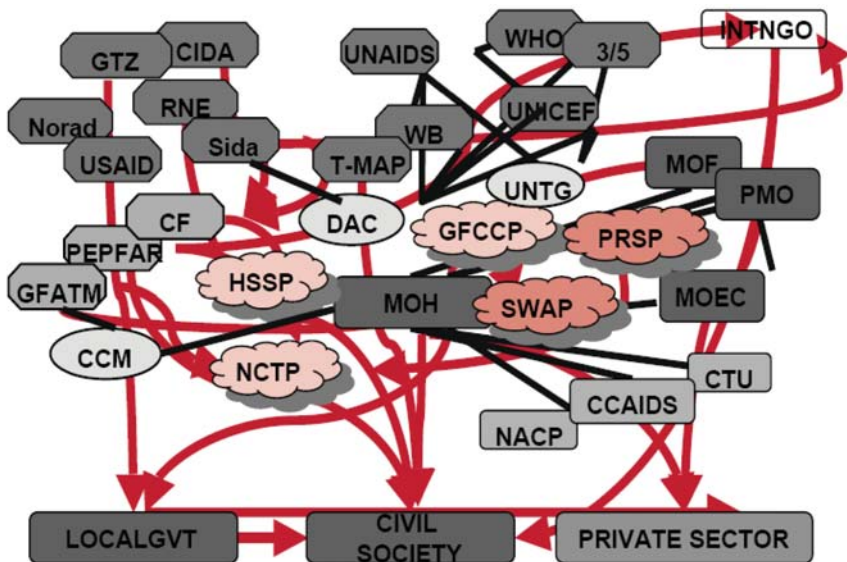 GTZ
CIDA
UNAIDS
WHO
3/5
INTNGO
Norad
RNE
UNICEF
USAID
Sida
T-MAP
WB
MOF
PMO
UNTG
CF
DAC
GFCCP
PRSP
PEPFAR
HSSP
GFATM
MOH
SWAP
MOEC
CCM
NCTP
CTU
CCAIDS
NACP
LOCALGVT
CIVIL
SOCIETY
PRIVATE SECTOR